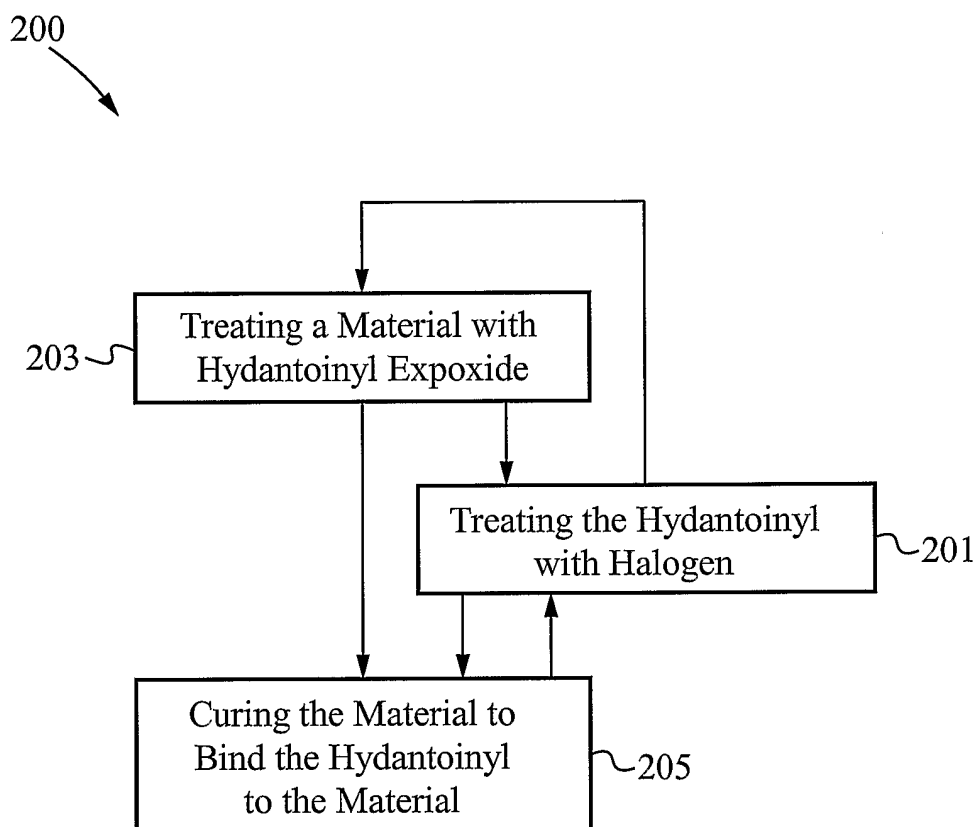 200
Treating a Material with
Hydantoinyl Expoxide
203
Treating the Hydantoinyl
with Halogen
201
Curing the Material to
Bind the Hydantoinyl
to the Material
205